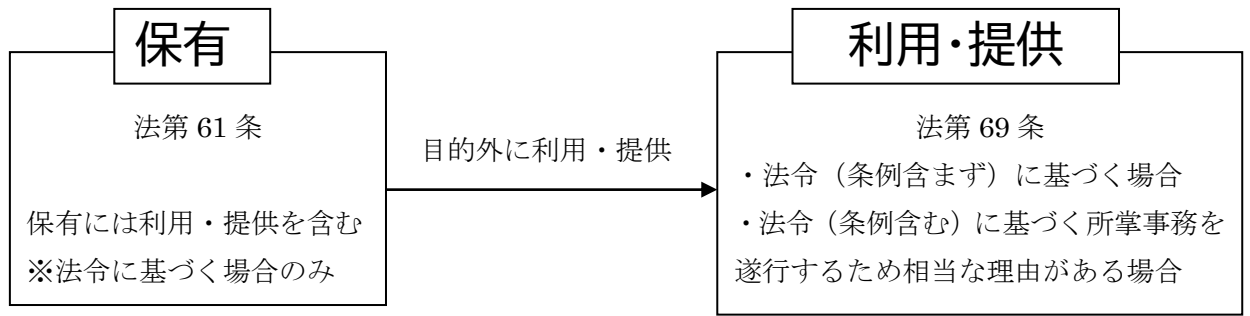 保有
法第 61 条
保有には利用・提供を含む
※法令に基づく場合のみ
目的外に利用・提供
利用・提供
法第 69 条
・法令（条例含まず）に基づく場合
・法令（条例含む）に基づく所掌事務を
遂行するため相当な理由がある場合